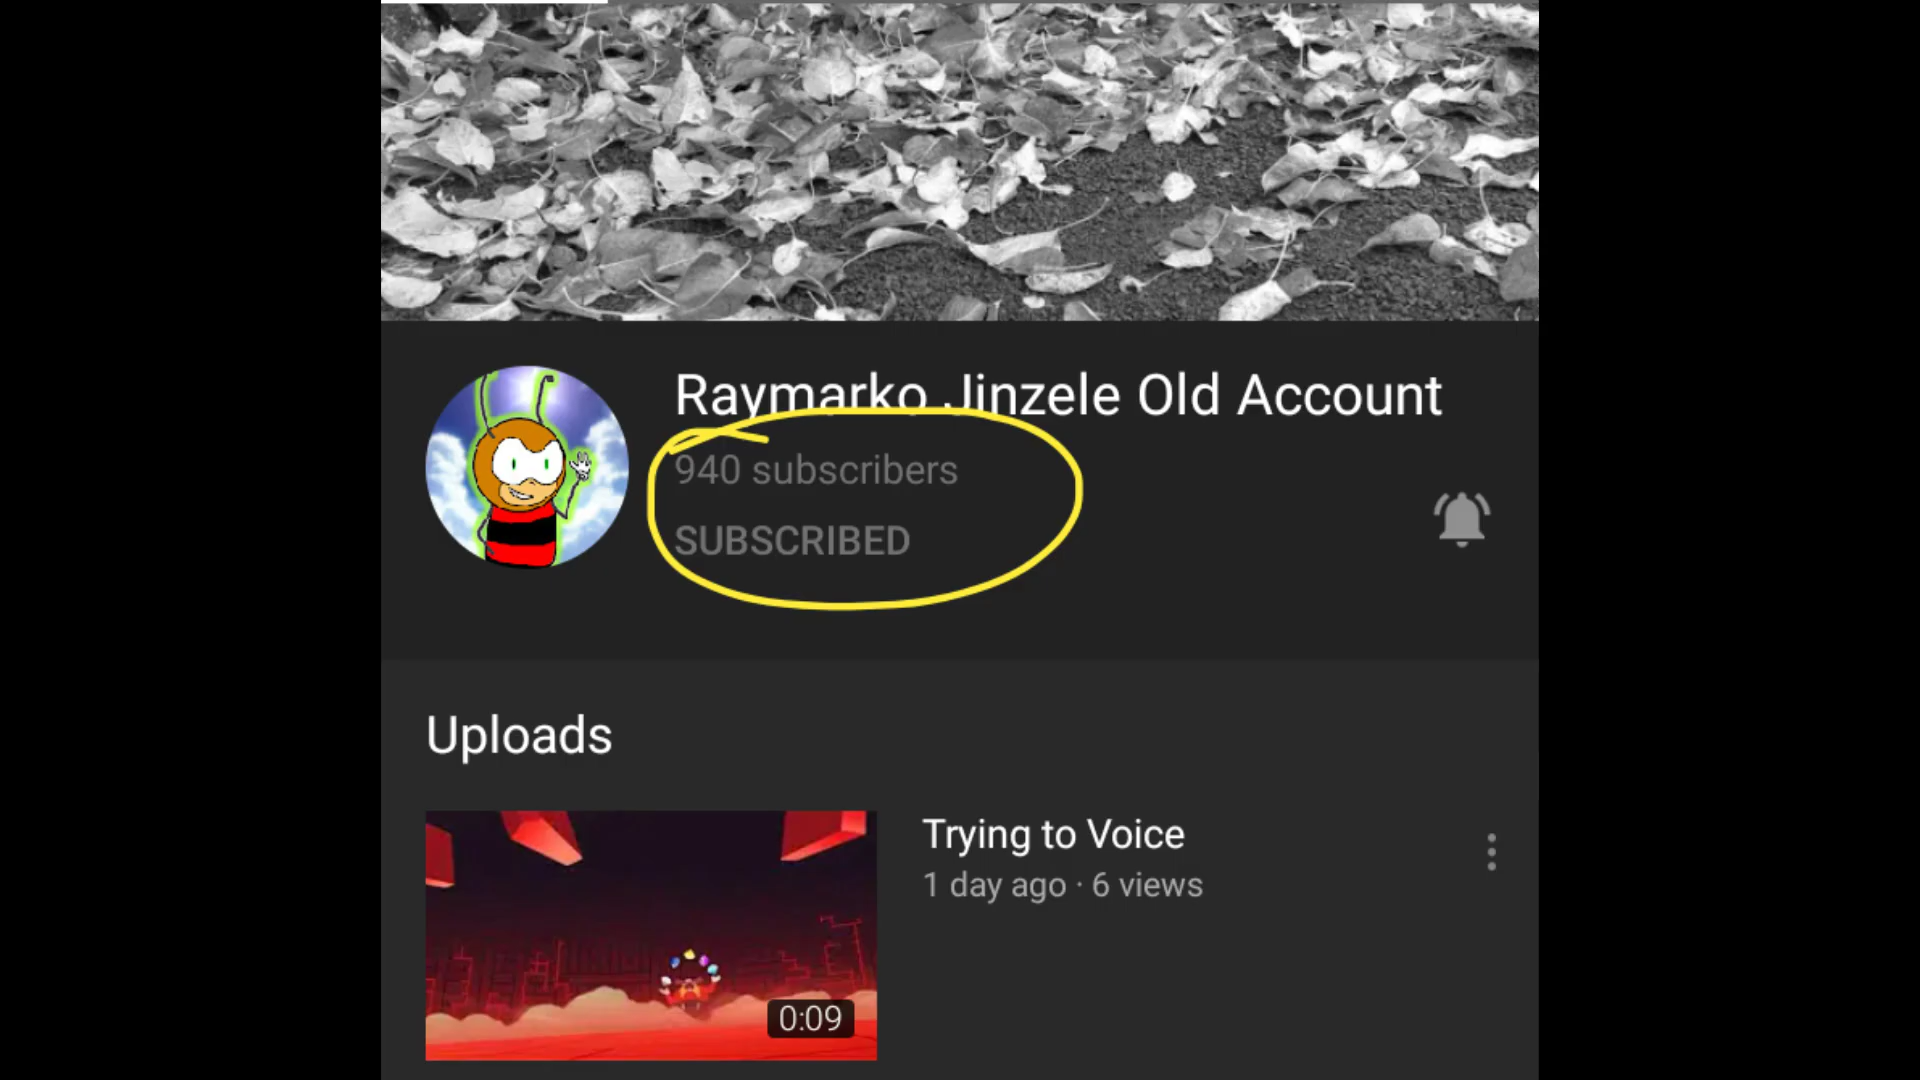 Raymarko Jinzele Old Account
940 subscribers
SUBSCRIBED
Uploads
Trying to Voice
1 day ago · 6 views
0:09